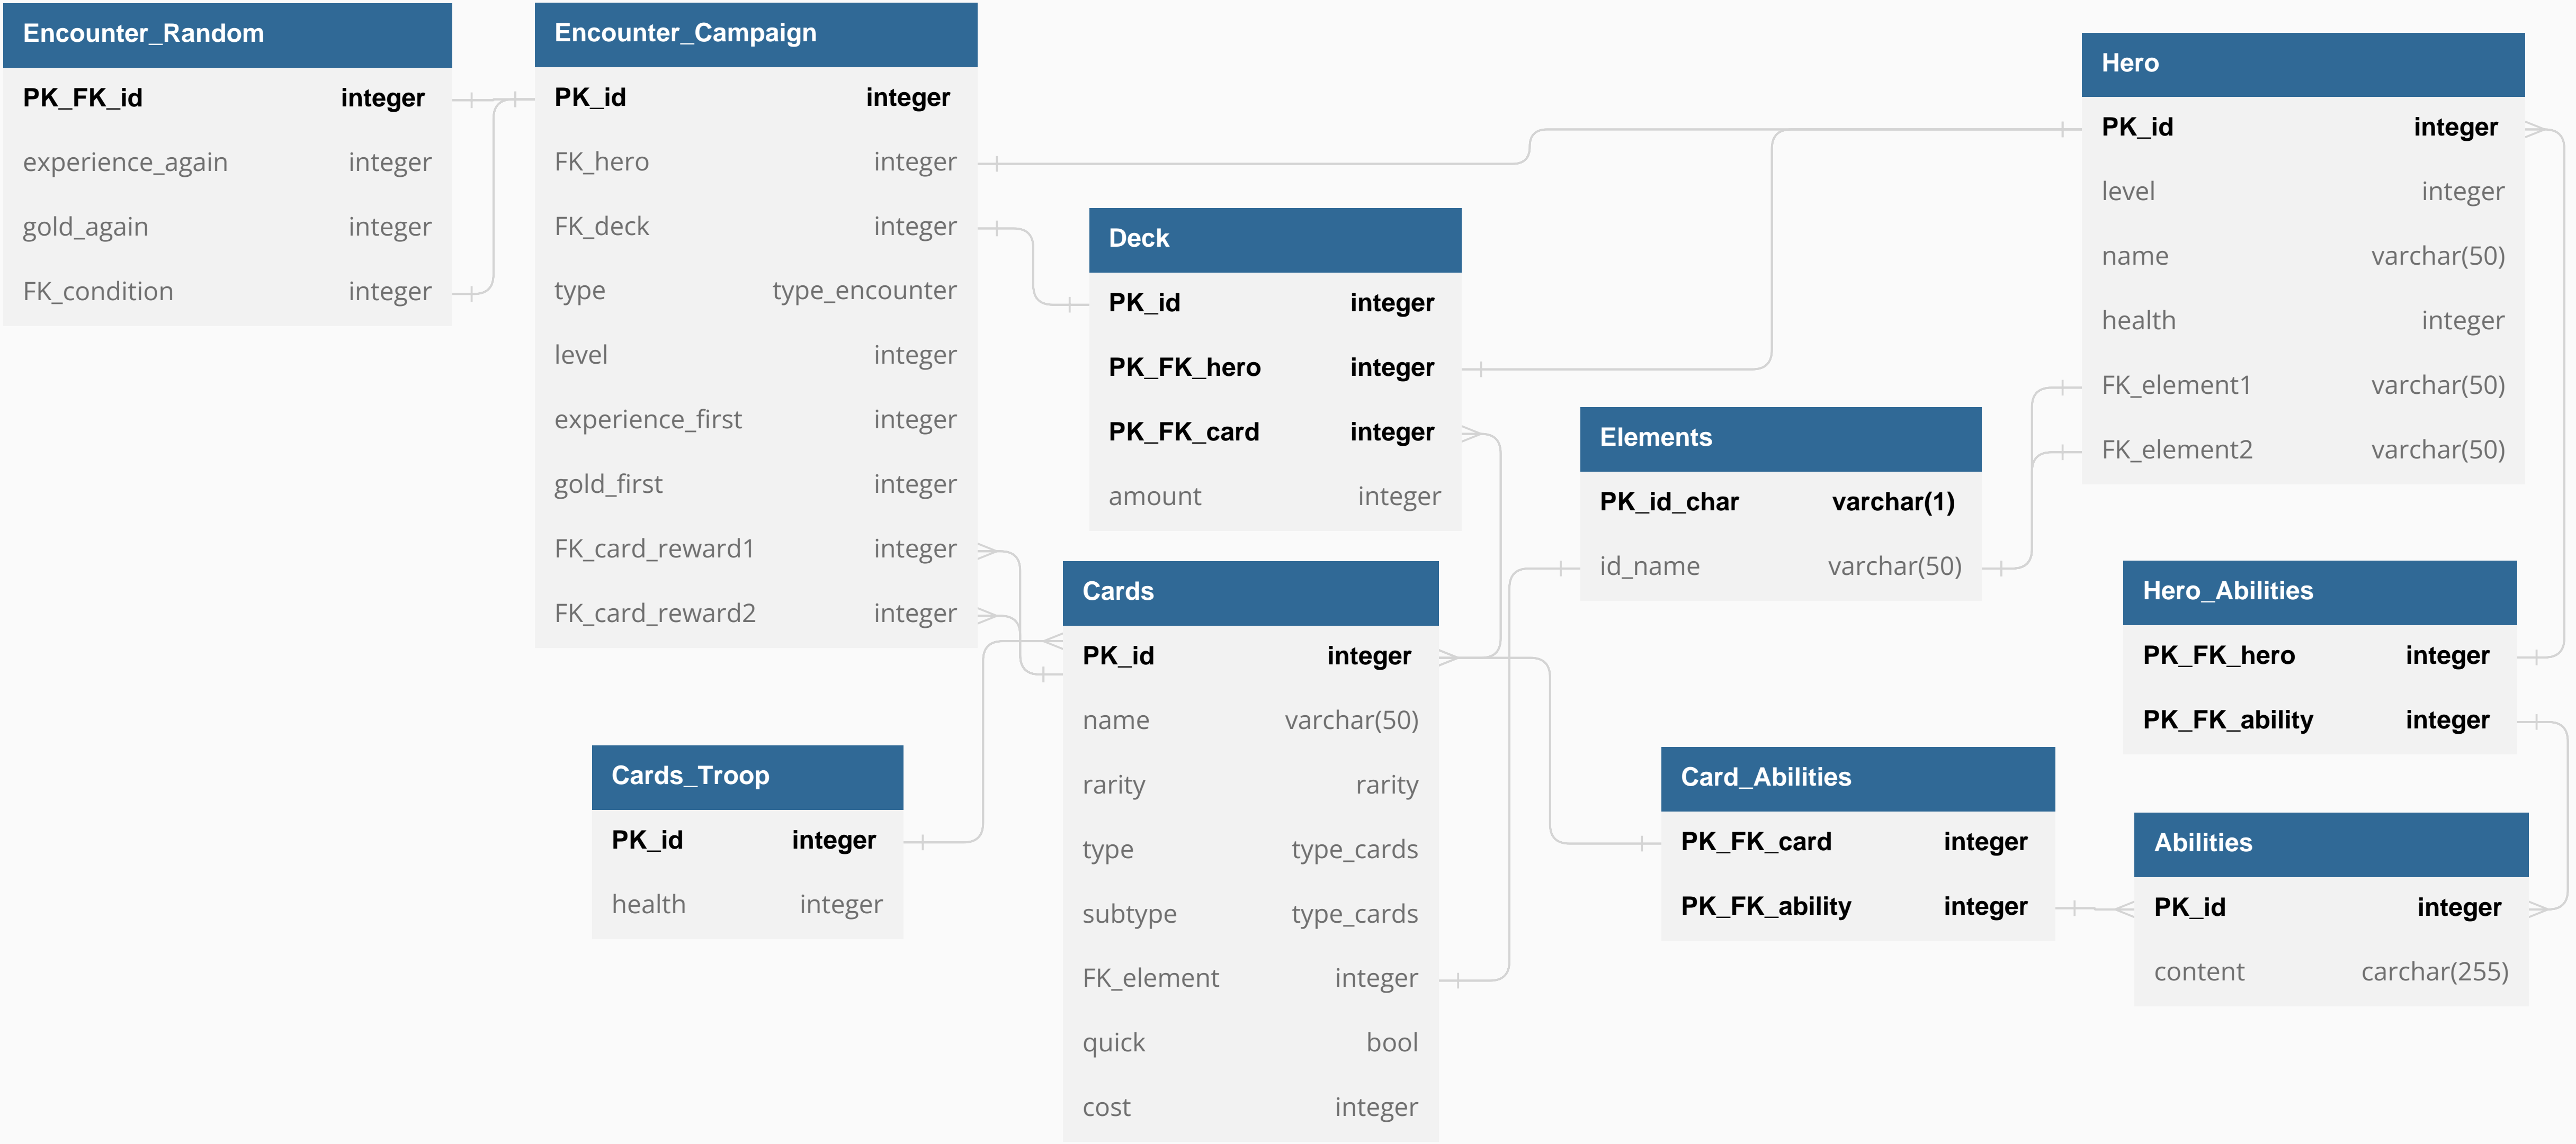 Encounter_Random
PK_FK_id integer
experience_again integer
gold_again integer
FK_condition integer
Encounter_Campaign
PK_id integer
FK_hero integer
FK_deck integer
type type_encounter
level integer
experience_first integer
gold_first integer
FK_card_reward1 integer
FK_card_reward2 integer
Deck
PK_id integer
PK_FK_hero integer
PK_FK_card integer
amount integer
Hero
PK_id integer
level integer
name varchar(50)
health integer
FK_element1 varchar(50)
FK_element2 varchar(50)
Elements
PK_id_char varchar(1)
id_name varchar(50)
Cards
PK_id integer
name varchar(50)
rarity rarity
type type_cards
subtype type_cards
FK_element integer
quick bool
cost integer
Cards_Troop
PK_id integer
health integer
Hero_Abilities
PK_FK_hero integer
PK_FK_ability integer
Card_Abilities
PK_FK_card integer
PK_FK_ability integer
Abilities
PK_id integer
content carchar(255)